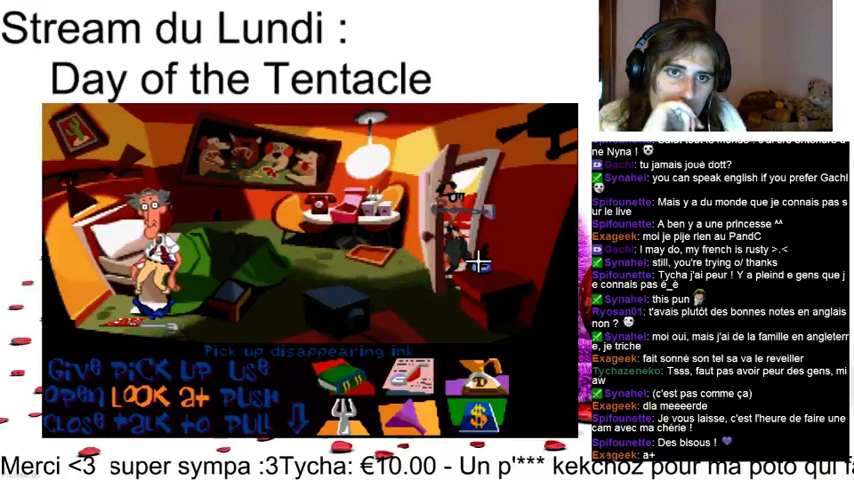 Stream du Lundi :
Day of the Tentacle
Pick up disappearing ink
GIVE PICK UP USE
OPEN LOOK at PUSH
CLOSE tALK to PULL
ne Nyna !
Gachl: tu jamais joué dott?
Synahel: you can speak english if you prefer Gachl
Spifounette: Mais y a du monde que je connais pas s
ur le live
Spifounette: A ben y a une princesse ^^
Exageek: moi je pije rien au PandC
Gachl: I may do, my french is rusty >.<
Synahel: still, you're trying o/ thanks
Spifounette: Tycha j'ai peur ! Y a pleind e gens que j
e connais pas é_è
Synahel: this pun
Ryosan01: t'avais plutôt des bonnes notes en anglais
non ?
Synahel: moi oui, mais j'ai de la famille en angleterr
e, je triche
Exageek: fait sonné son tel sa va le reveiller
Tychazeneko: Tssss, faut pas avoir peur des gens, mi
aw
Synahel: (c'est pas comme ça)
Exageek: dla meeeerde
Spifounette: Je vous laisse, c'est l'heure de faire une
cam avec ma chérie !
Spifounette: Des bisous !
Exageek: a+
Merci <3 super sympa :3Tycha: €10.00 - Un p'*** kekchoz pour ma poto qui fa